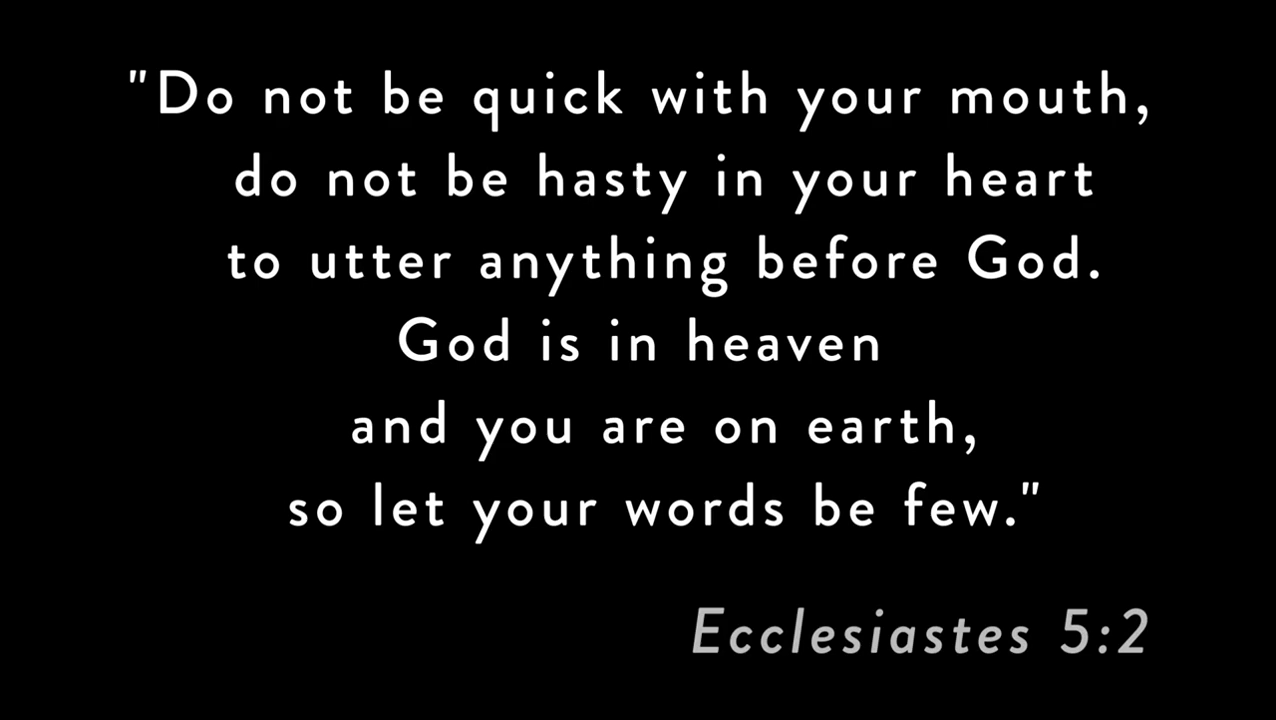 "Do not be quick with your mouth,
do not be hasty in your heart
to utter anything before God.
God is in heaven
and you are on earth,
so let your words be few."
Ecclesiastes 5:2